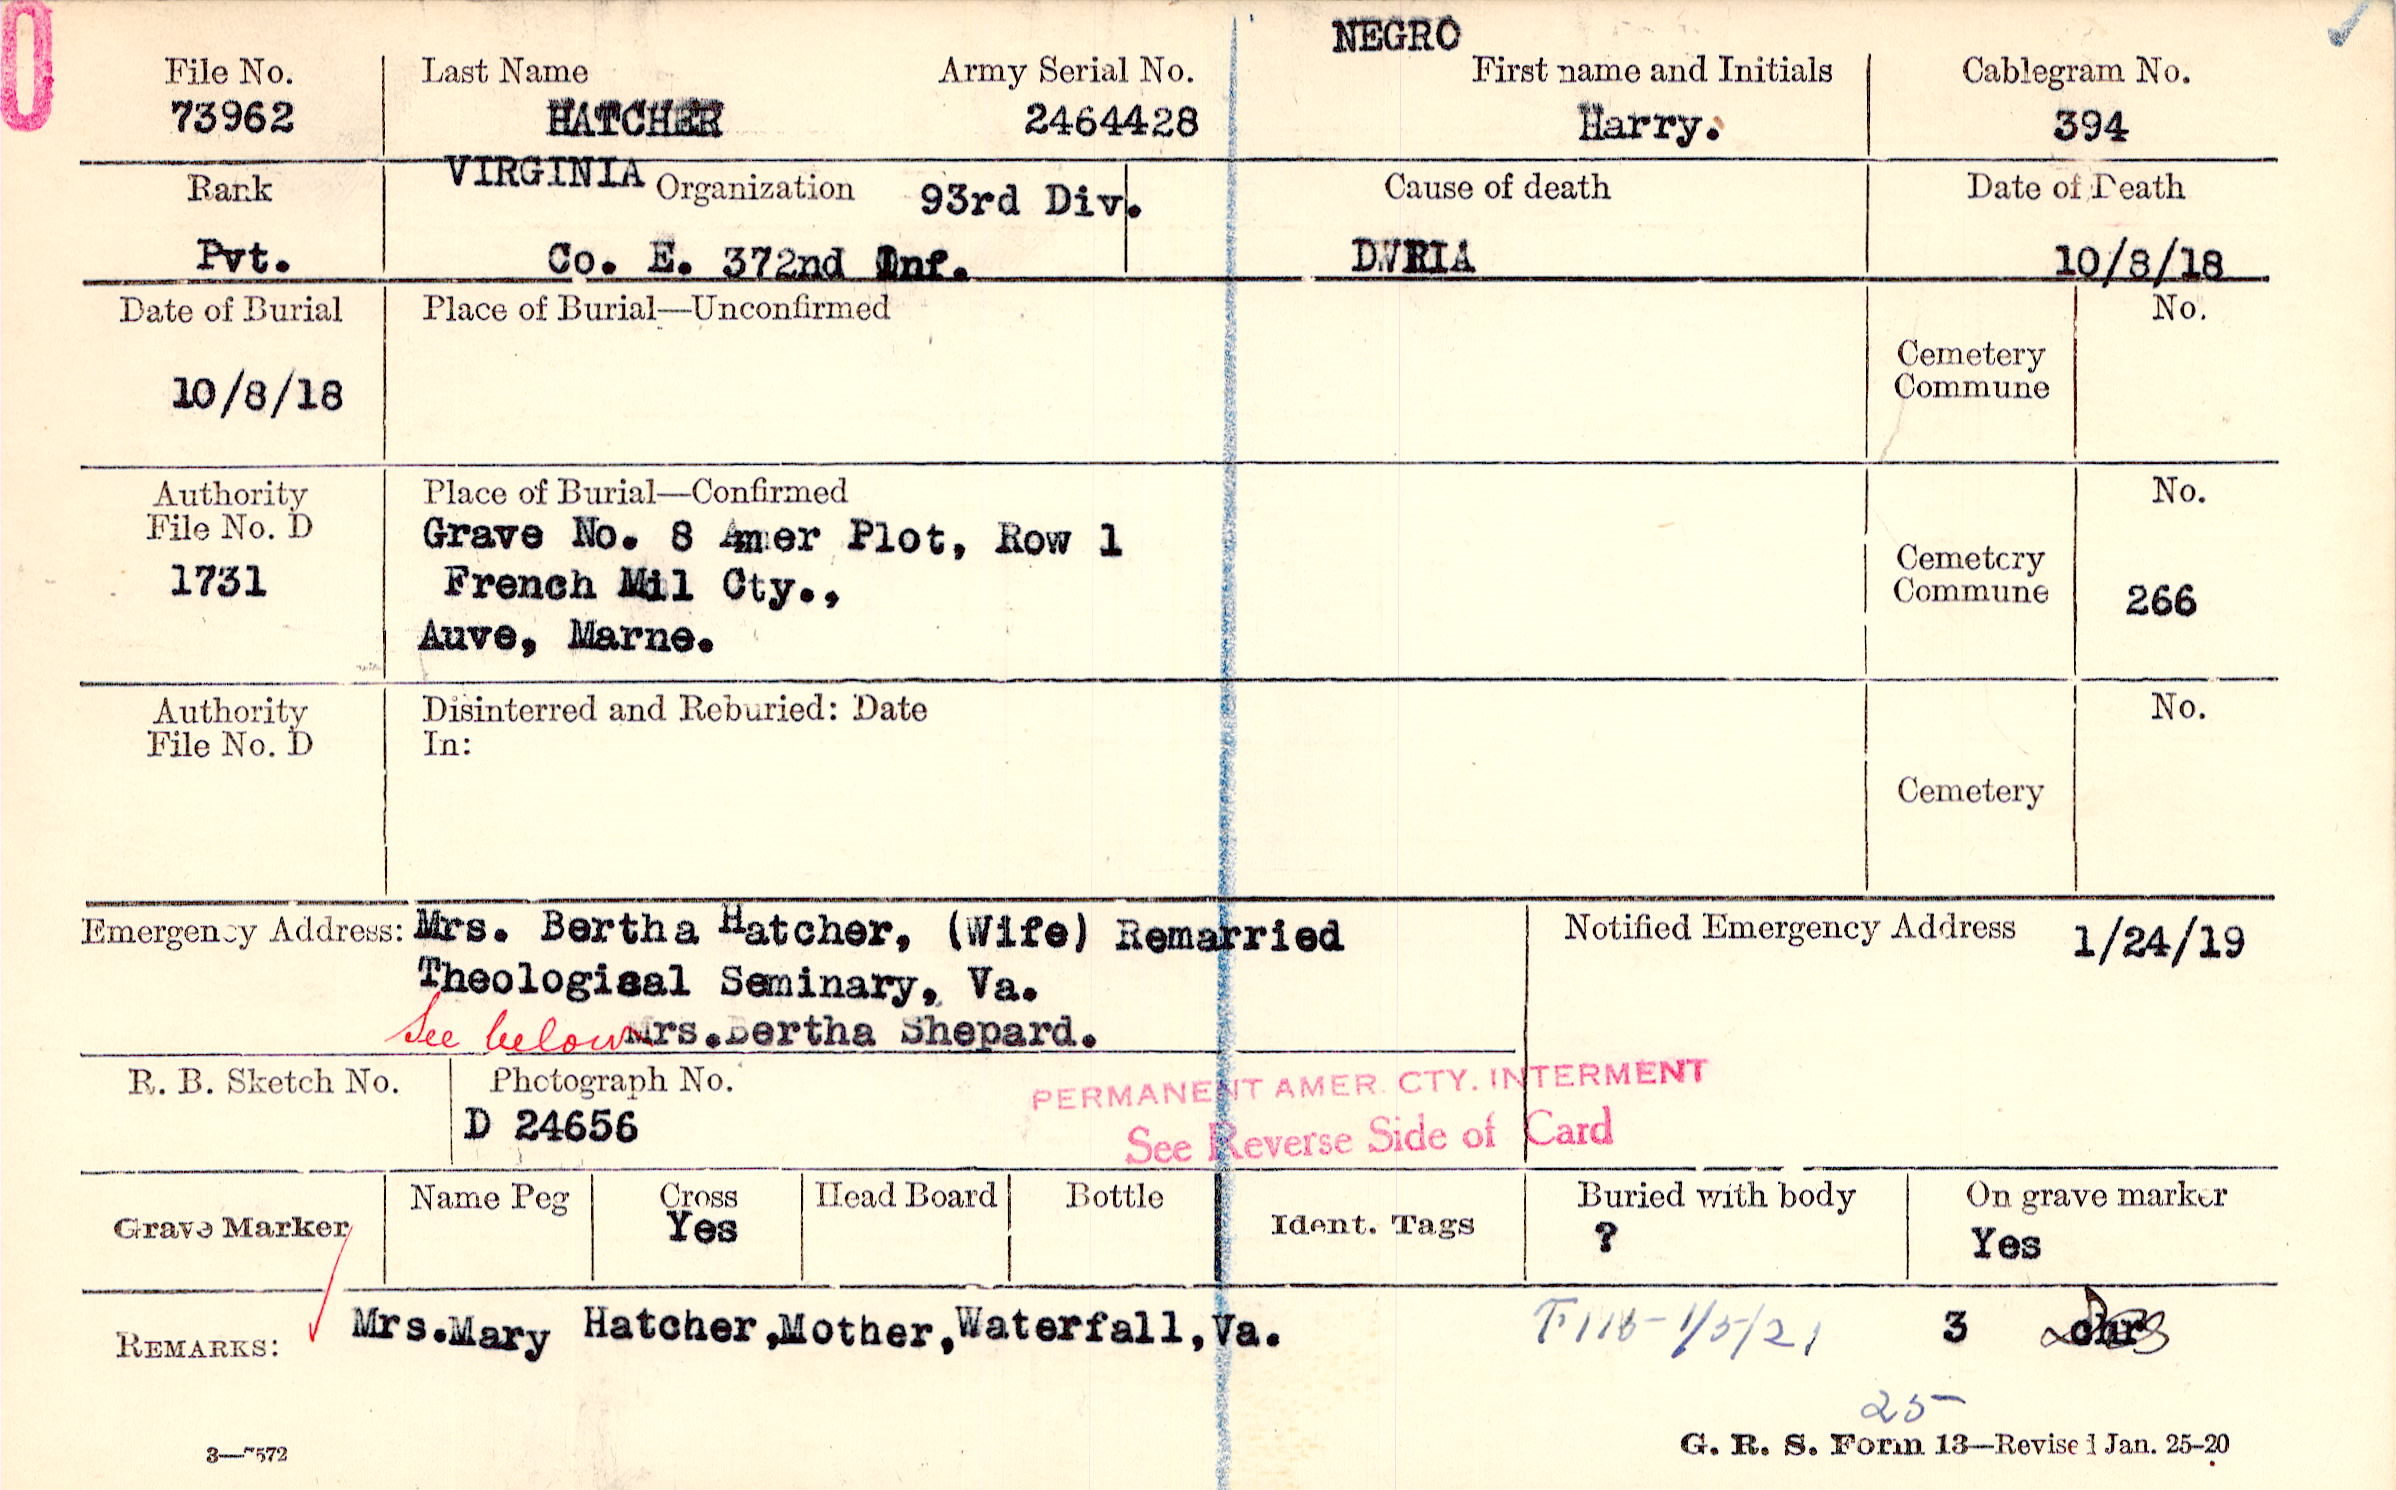 NEGRO
File No. Last Name Army Serial No. First name and Initials Cablegram No.
73962 HATCHER 2464428 Harry. 394
VIRGINIA
Rank Organization 93rd Div. Cause of death Date of Death
Pvt. Co. E. 372nd Inf. DWRIA 10/8/18
Date of Burial Place of Burial—Unconfirmed No.
Cemetery
Commune
10/8/18
Authority Place of Burial—Confirmed No.
File No. D Grave No. 8 Amer Plot, Row 1
1731 French Mil Cty., Cemetery
Commune 266
Auve, Marne.
Authority Disinterred and Reburied: Date No.
File No. D In:
Cemetery
Emergency Address: Mrs. Bertha Hatcher, (Wife) Remarried Notified Emergency Address 1/24/19
Theological Seminary, Va.
See below Mrs.Bertha Shepard.
R. B. Sketch No. Photograph No. PERMANENT AMER. CTY. INTERMENT
D 24656 See Reverse Side of Card
Grave Marker Name Peg Cross Head Board Bottle Ident. Tags Buried with body On grave marker
Yes ? Yes
REMARKS: Mrs.Mary Hatcher,Mother,Waterfall,Va. 1/5/21 3 chr
25
3—7572 G. R. S. Form 13—Revised Jan. 25-20